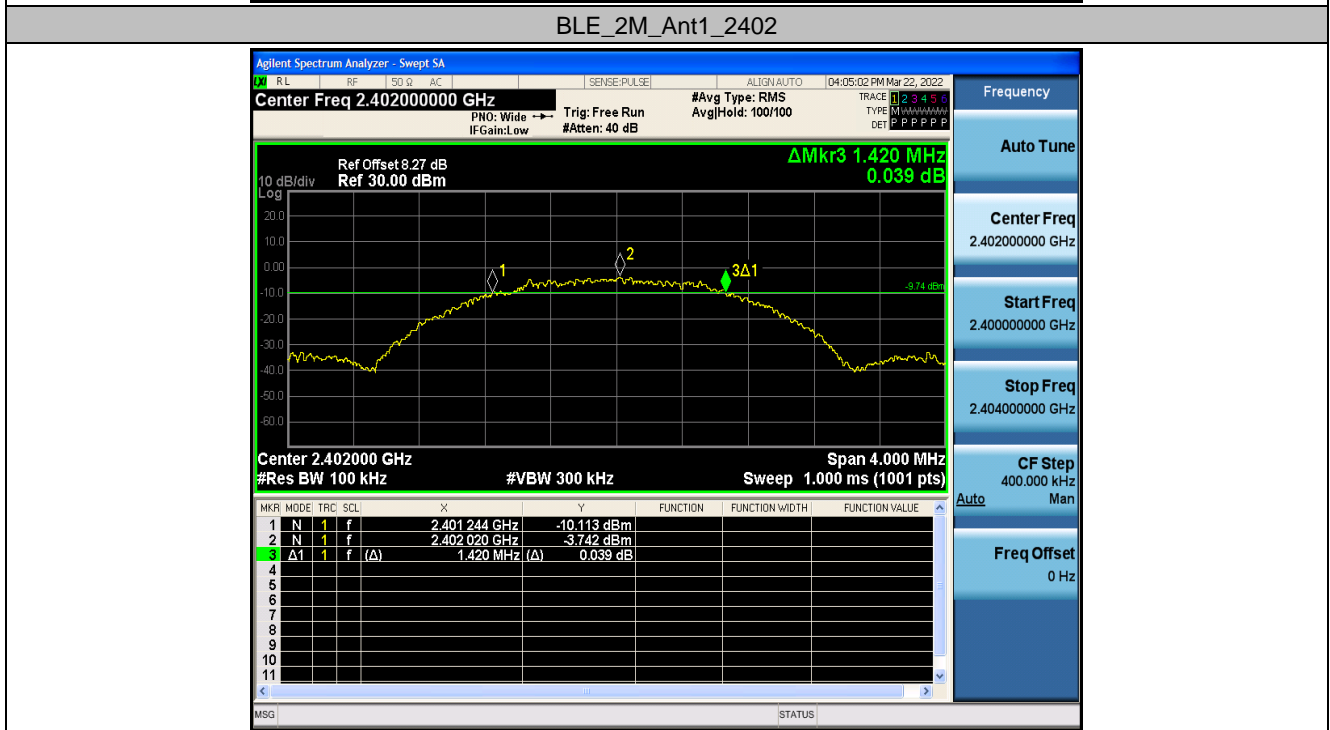 BLE_2M_Ant1_2402
Agilent Spectrum Analyzer - Swept SA
LXI RL RF 50 Ω AC SENSE:PULSE ALIGN AUTO 04:05:02 PM Mar 22, 2022
Center Freq 2.402000000 GHz
PNO: Wide
IFGain:Low
Trig: Free Run
#Atten: 40 dB
#Avg Type: RMS
Avg|Hold: 100/100
TRACE 1 2 3 4 5 6
TYPE M WWWWW
DET P P P P P P
ΔMkr3 1.420 MHz
0.039 dB
Ref Offset 8.27 dB
10 dB/div Ref 30.00 dBm
Log
20.0
10.0
0.00
-10.0
-20.0
-30.0
-40.0
-50.0
-60.0
1
2
3Δ1
-9.74 dBm
Center 2.402000 GHz Span 4.000 MHz
#Res BW 100 kHz #VBW 300 kHz Sweep 1.000 ms (1001 pts)
MKR MODE TRC SCL X Y FUNCTION FUNCTION WIDTH FUNCTION VALUE
1 N 1 f 2.401 244 GHz -10.113 dBm
2 N 1 f 2.402 020 GHz -3.742 dBm
3 Δ1 1 f (Δ) 1.420 MHz (Δ) 0.039 dB
4
5
6
7
8
9
10
11
MSG STATUS
Frequency
Auto Tune
Center Freq
2.402000000 GHz
Start Freq
2.400000000 GHz
Stop Freq
2.404000000 GHz
CF Step
400.000 kHz
Auto Man
Freq Offset
0 Hz